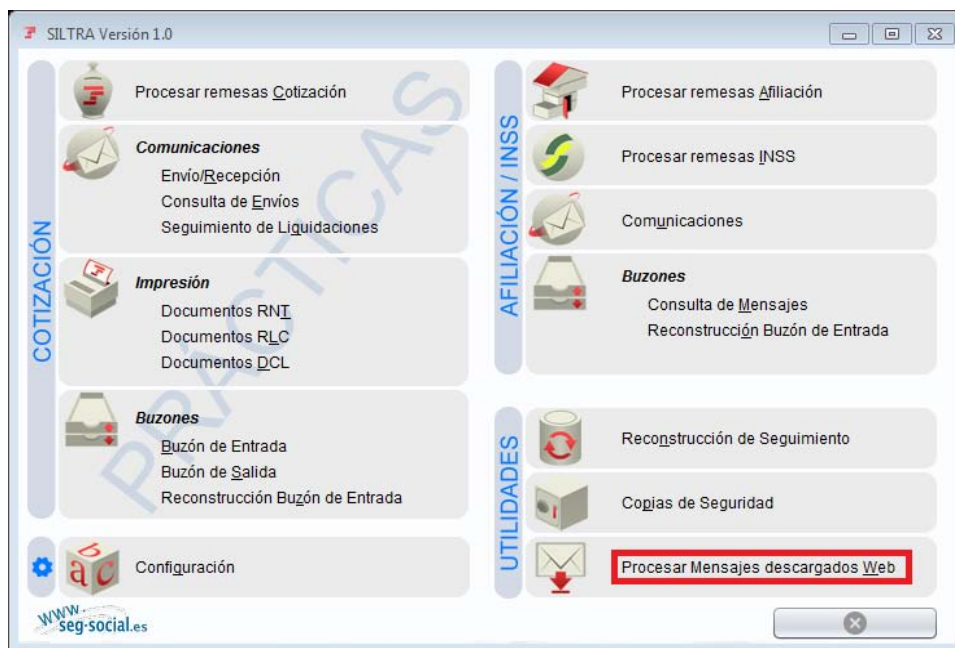 SILTRA Versión 1.0
COTIZACIÓN
Procesar remesas Cotización
Comunicaciones
Envío/Recepción
Consulta de Envíos
Seguimiento de Liquidaciones
Impresión
Documentos RNT
Documentos RLC
Documentos DCL
Buzones
Buzón de Entrada
Buzón de Salida
Reconstrucción Buzón de Entrada
a b c
Configuración
www.
seg-social.es
PRÁCTICAS
AFILIACIÓN / INSS
Procesar remesas Afiliación
Procesar remesas INSS
Comunicaciones
Buzones
Consulta de Mensajes
Reconstrucción Buzón de Entrada
UTILIDADES
Reconstrucción de Seguimiento
Copias de Seguridad
Procesar Mensajes descargados Web